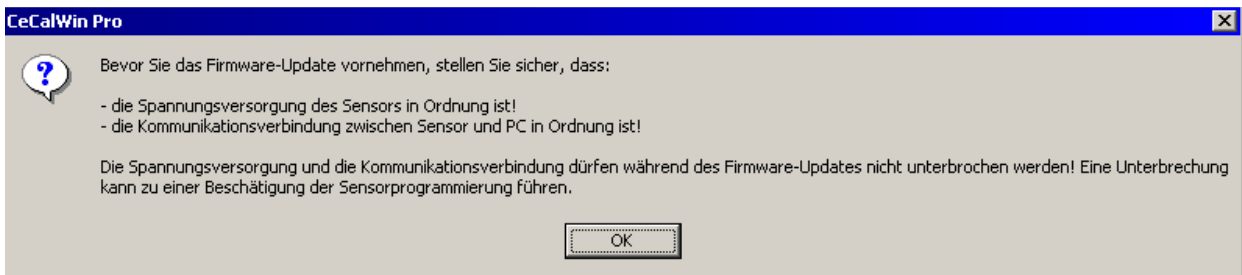 CeCalWin Pro
Bevor Sie das Firmware-Update vornehmen, stellen Sie sicher, dass:
- die Spannungsversorgung des Sensors in Ordnung ist!
- die Kommunikationsverbindung zwischen Sensor und PC in Ordnung ist!
Die Spannungsversorgung und die Kommunikationsverbindung dürfen während des Firmware-Updates nicht unterbrochen werden! Eine Unterbrechung
kann zu einer Beschätigung der Sensorprogrammierung führen.
OK